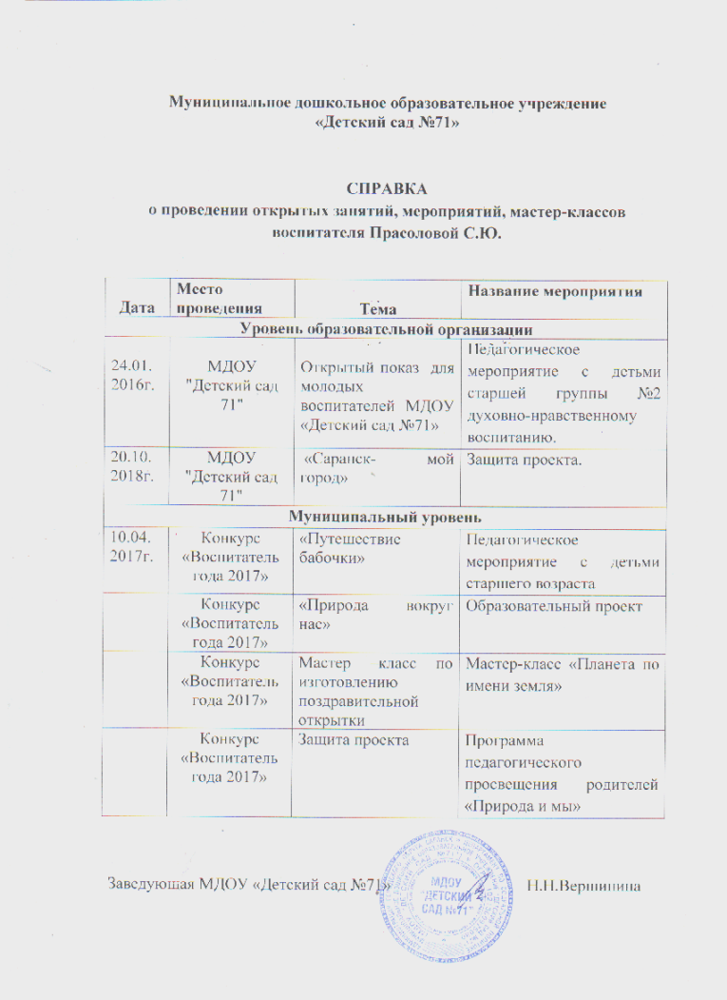 Муниципальное дошкольное образовательное учреждение
«Детский сад №71»
СПРАВКА
о проведении открытых занятий, мероприятий, мастер-классов
воспитателя Прасоловой С.Ю.
Дата
Место
проведения
Тема
Название мероприятия
Уровень образовательной организации
24.01.
2016г.
МДОУ
"Детский сад
71"
Открытый показ для
молодых
воспитателей МДОУ
«Детский сад №71»
Педагогическое
мероприятие с детьми
старшей группы №2
духовно-нравственному
воспитанию.
20.10.
2018г.
МДОУ
"Детский сад
71"
«Саранск- мой
город»
Защита проекта.
Муниципальный уровень
10.04.
2017г.
Конкурс
«Воспитатель
года 2017»
«Путешествие
бабочки»
Педагогическое
мероприятие с детьми
старшего возраста
Конкурс
«Воспитатель
года 2017»
«Природа вокруг
нас»
Образовательный проект
Конкурс
«Воспитатель
года 2017»
Мастер класс по
изготовлению
поздравительной
открытки
Мастер-класс «Планета по
имени земля»
Конкурс
«Воспитатель
года 2017»
Защита проекта
Программа
педагогического
просвещения родителей
«Природа и мы»
Заведующая МДОУ «Детский сад №71»
Н.Н.Вершинина
МДОУ
"ДЕТСКИЙ
САД №71"